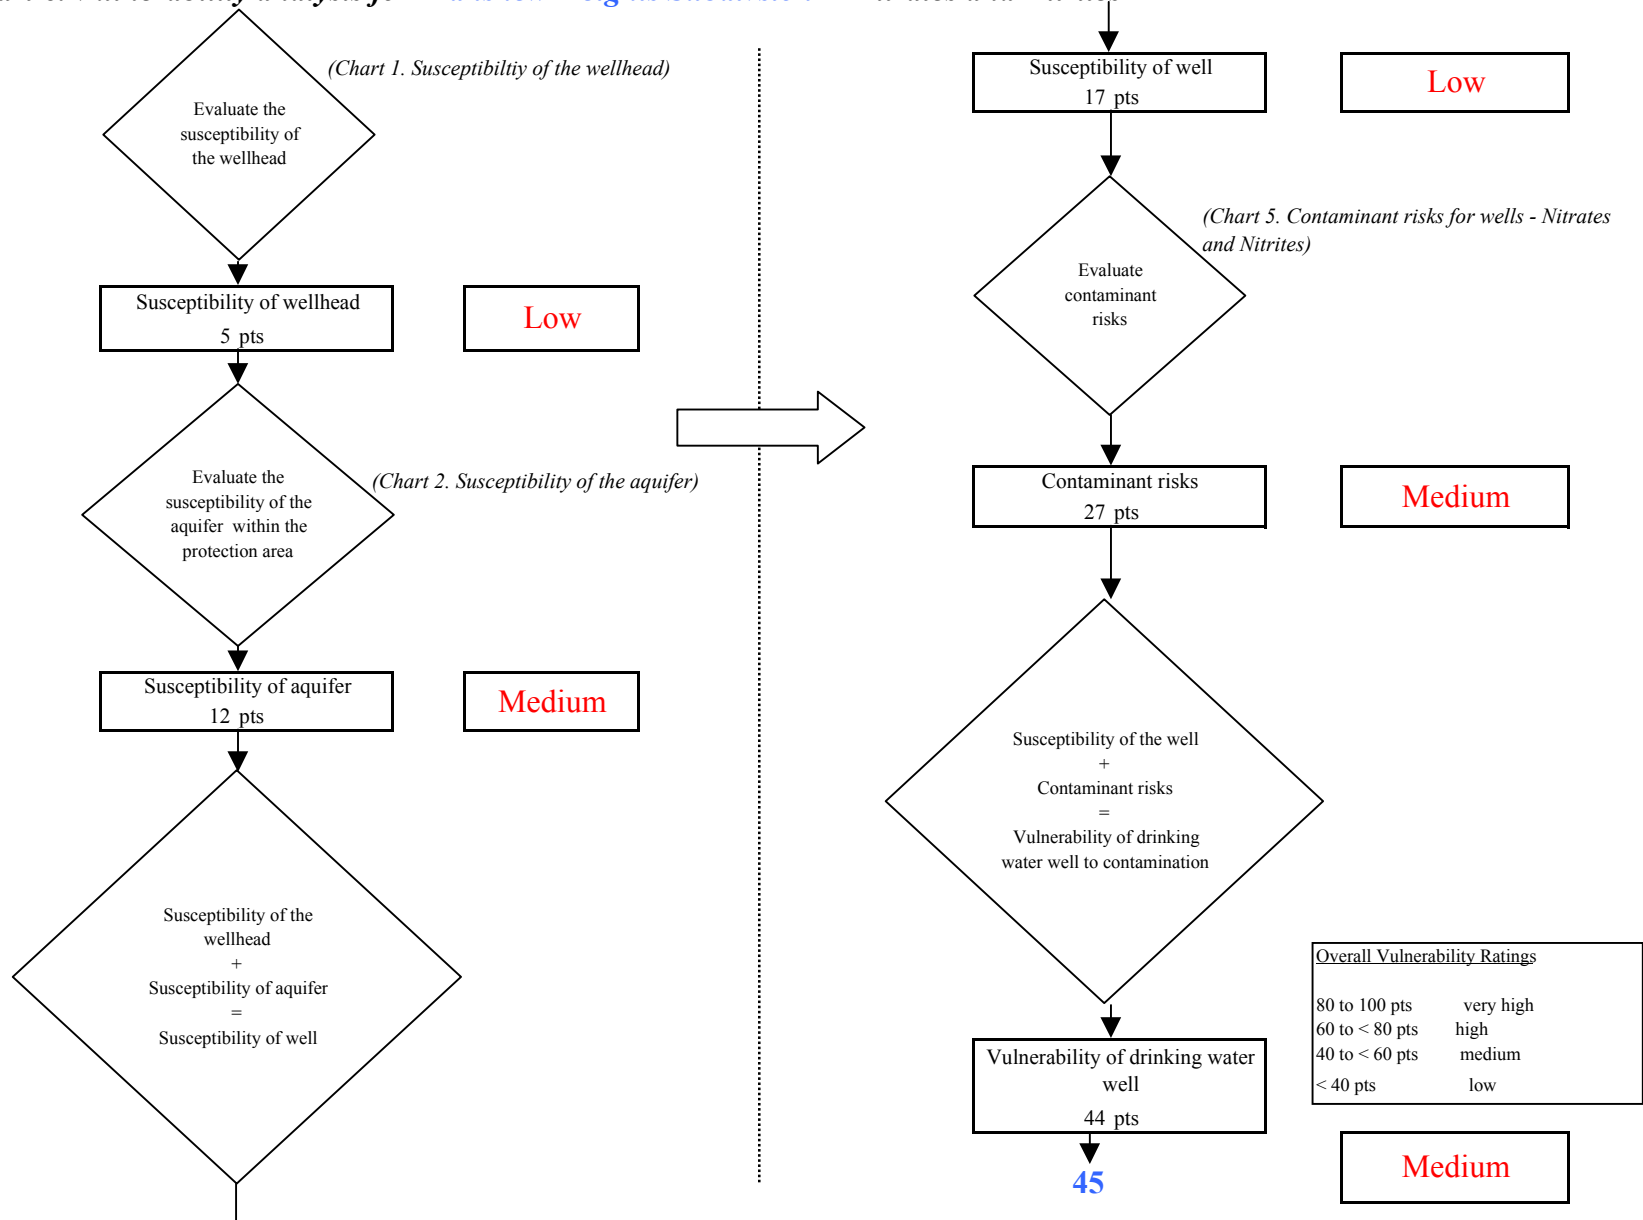 (Chart 1. Susceptibiltiy of the wellhead)
Evaluate the
susceptibility of
the wellhead
Susceptibility of wellhead
5 pts
Low
Evaluate the
susceptibility of the
aquifer within the
protection area
(Chart 2. Susceptibility of the aquifer)
Susceptibility of aquifer
12 pts
Medium
Susceptibility of the
wellhead
+
Susceptibility of aquifer
=
Susceptibility of well
Susceptibility of well
17 pts
Low
(Chart 5. Contaminant risks for wells - Nitrates
and Nitrites)
Evaluate
contaminant
risks
Contaminant risks
27 pts
Medium
Susceptibility of the well
+
Contaminant risks
=
Vulnerability of drinking
water well to contamination
Vulnerability of drinking water
well
44 pts
45
Overall Vulnerability Ratings
80 to 100 pts very high
60 to < 80 pts high
40 to < 60 pts medium
< 40 pts low
Medium